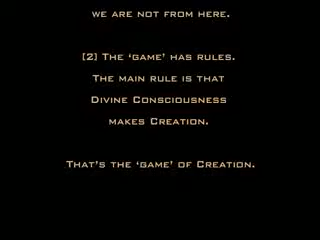 we are not from here.
[2] The ‘game’ has rules.
The main rule is that
Divine Consciousness
makes Creation.
That’s the ‘game’ of Creation.